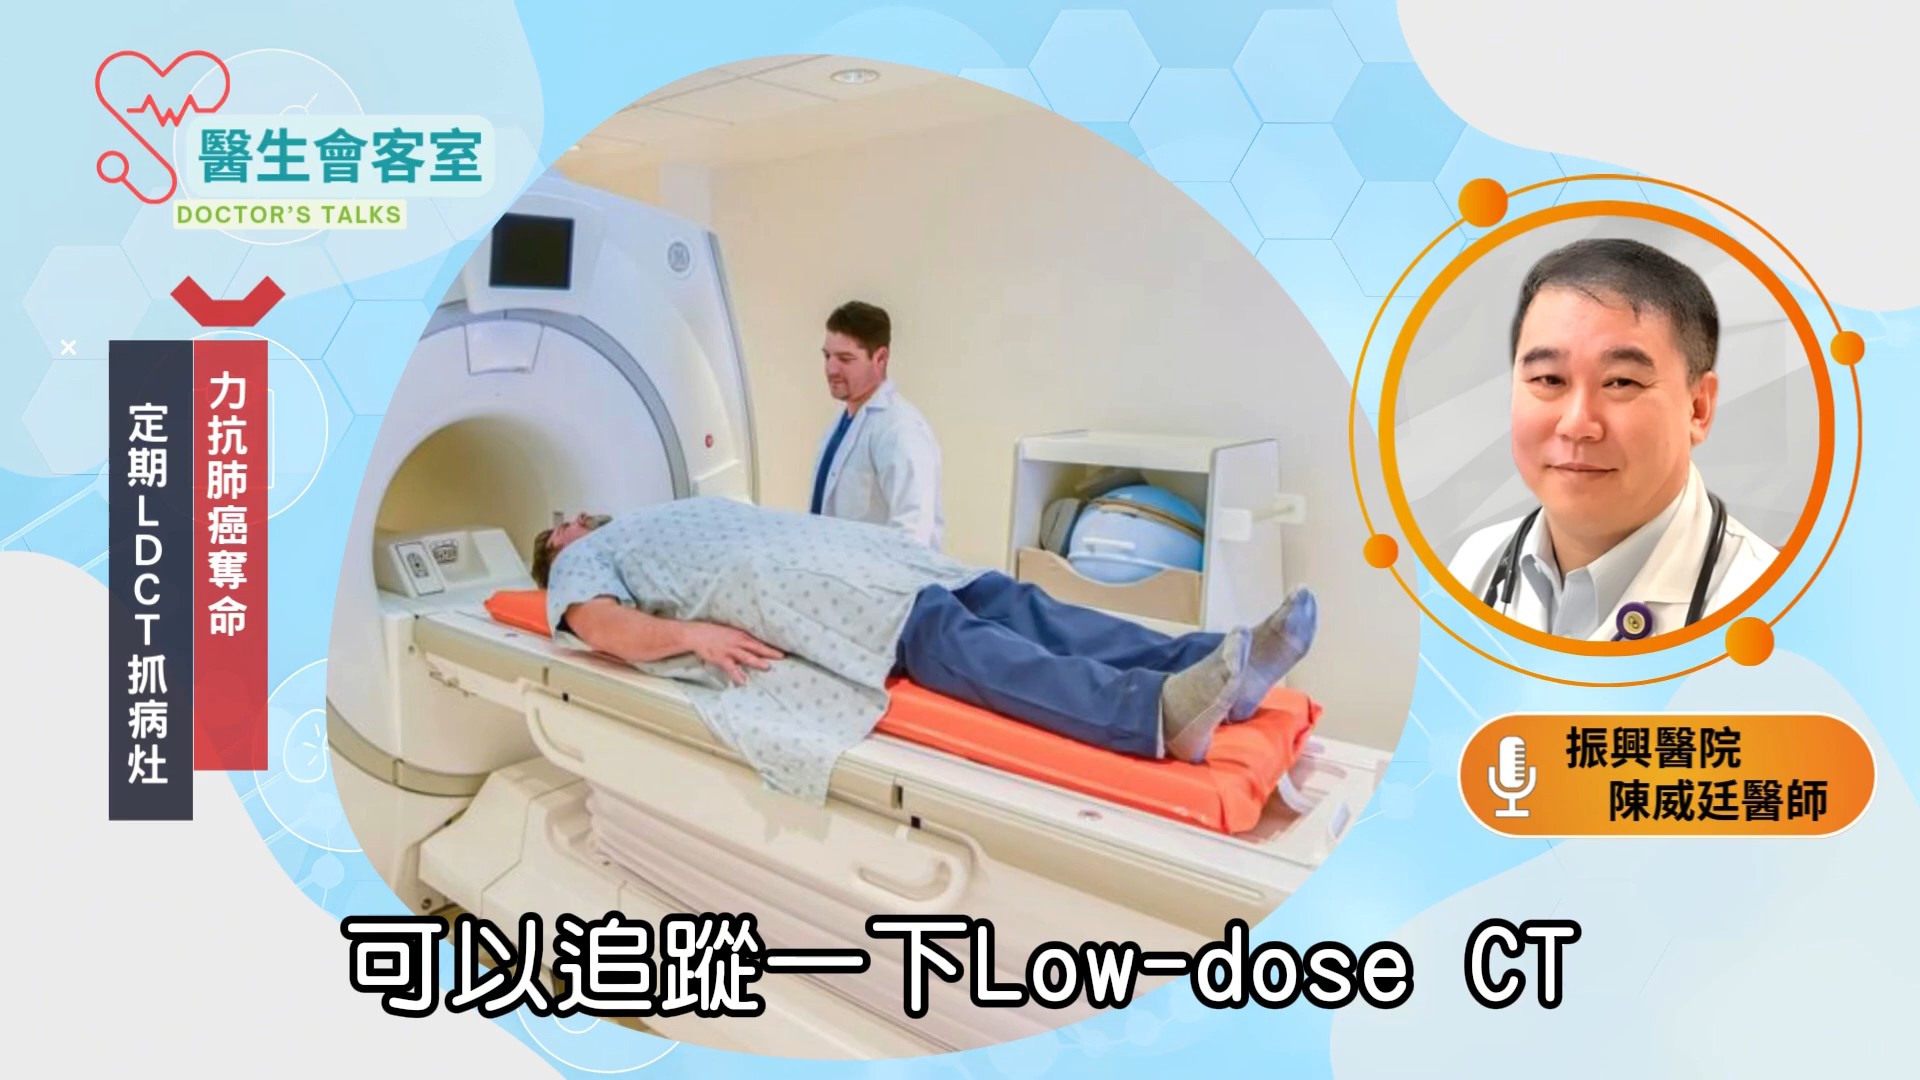 醫生會客室
DOCTOR'S TALKS
力抗肺癌奪命
定期LDCT抓病灶
振興醫院
陳威廷醫師
可以追蹤一下Low-dose CT